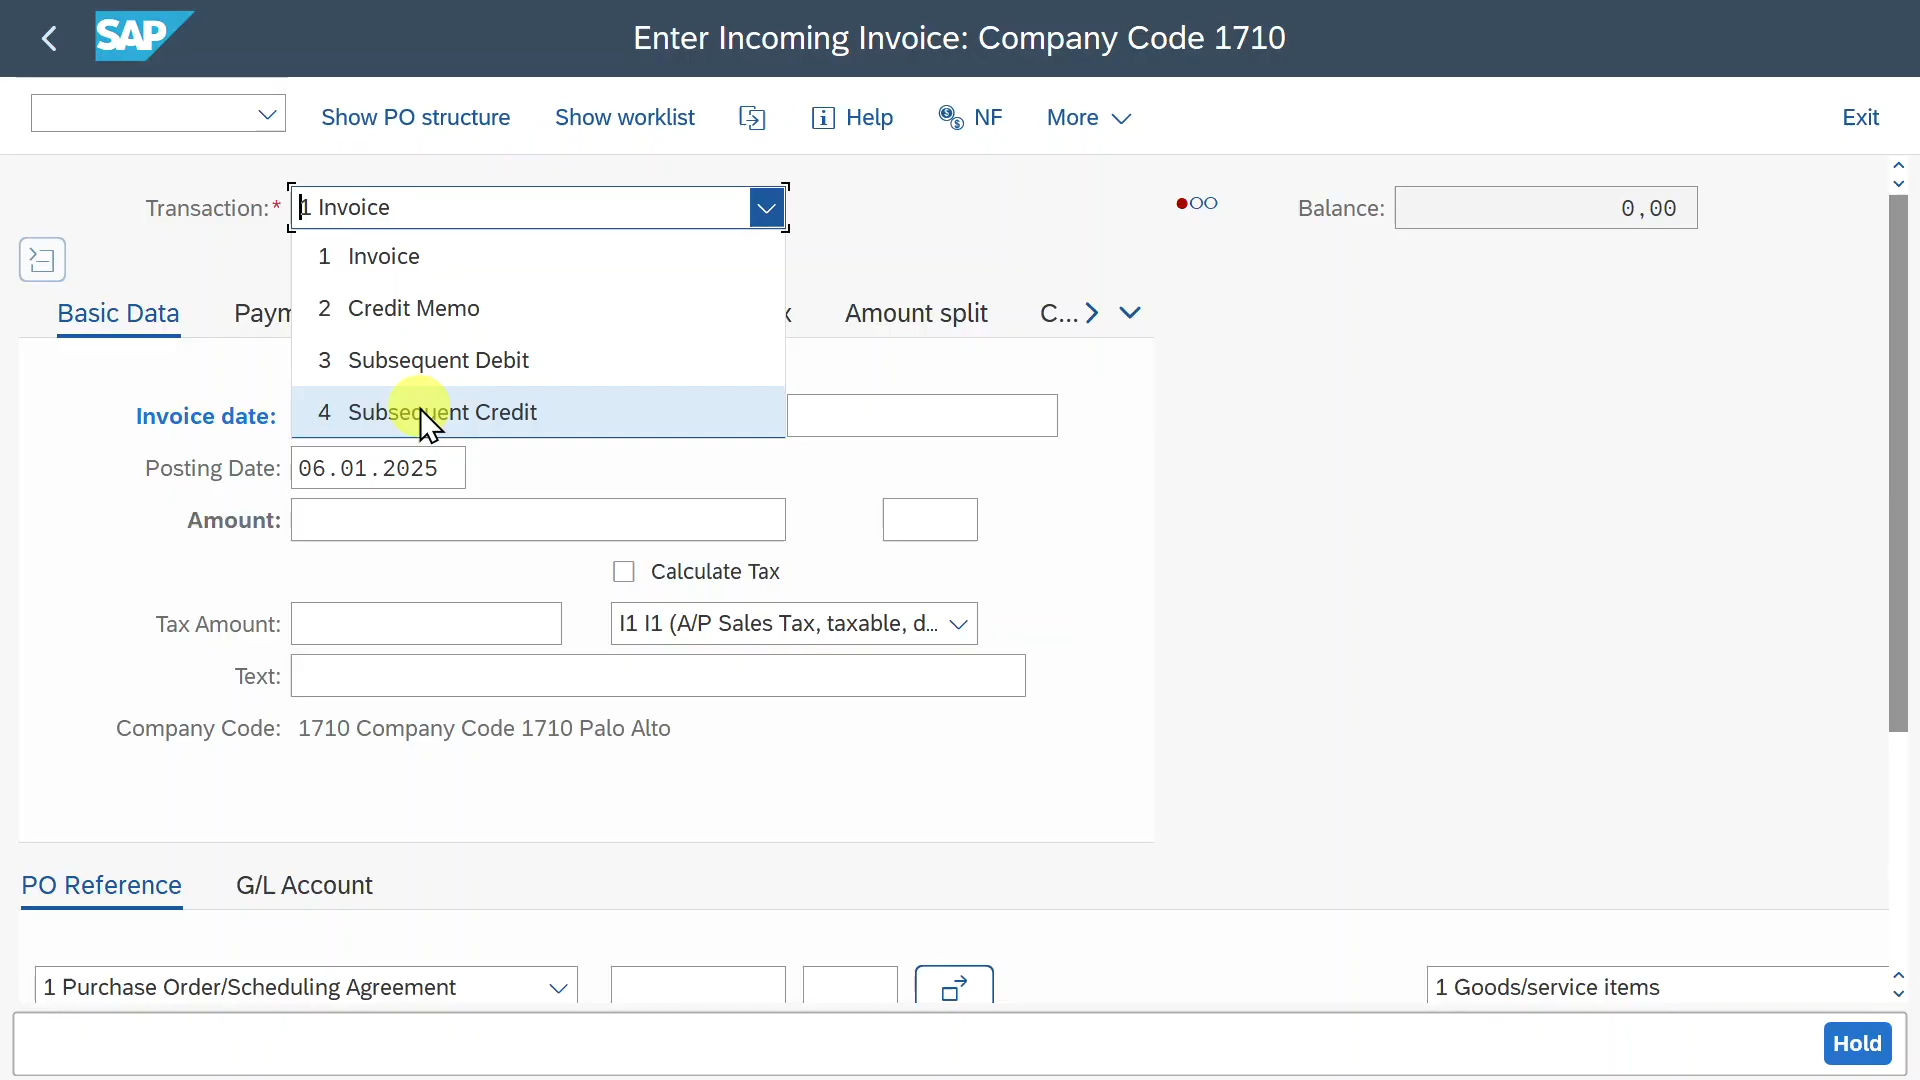 SAP
Enter Incoming Invoice: Company Code 1710
Show PO structure
Show worklist
Help
NF
More
Exit
Transaction:*
1 Invoice
Balance:
0,00
1 Invoice
2 Credit Memo
3 Subsequent Debit
4 Subsequent Credit
Basic Data
Paym
x
Amount split
C...
Invoice date:
Posting Date:
06.01.2025
Amount:
Calculate Tax
Tax Amount:
I1 I1 (A/P Sales Tax, taxable, d...
Text:
Company Code:
1710 Company Code 1710 Palo Alto
PO Reference
G/L Account
1 Purchase Order/Scheduling Agreement
1 Goods/service items
Hold